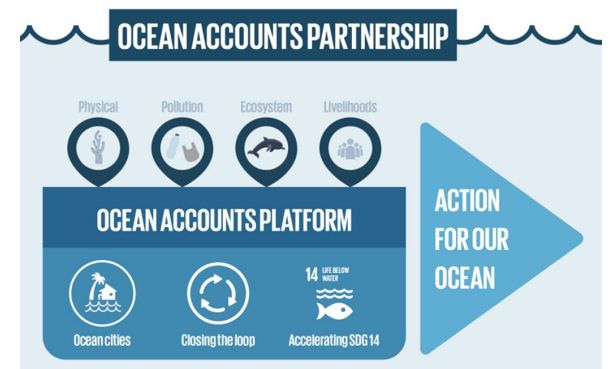 OCEAN ACCOUNTS PARTNERSHIP
Physical
Pollution
Ecosystem
Livelihoods
OCEAN ACCOUNTS PLATFORM
ACTION
FOR OUR
OCEAN
14 LIFE BELOW
WATER
Ocean cities
Closing the loop
Accelerating SDG 14